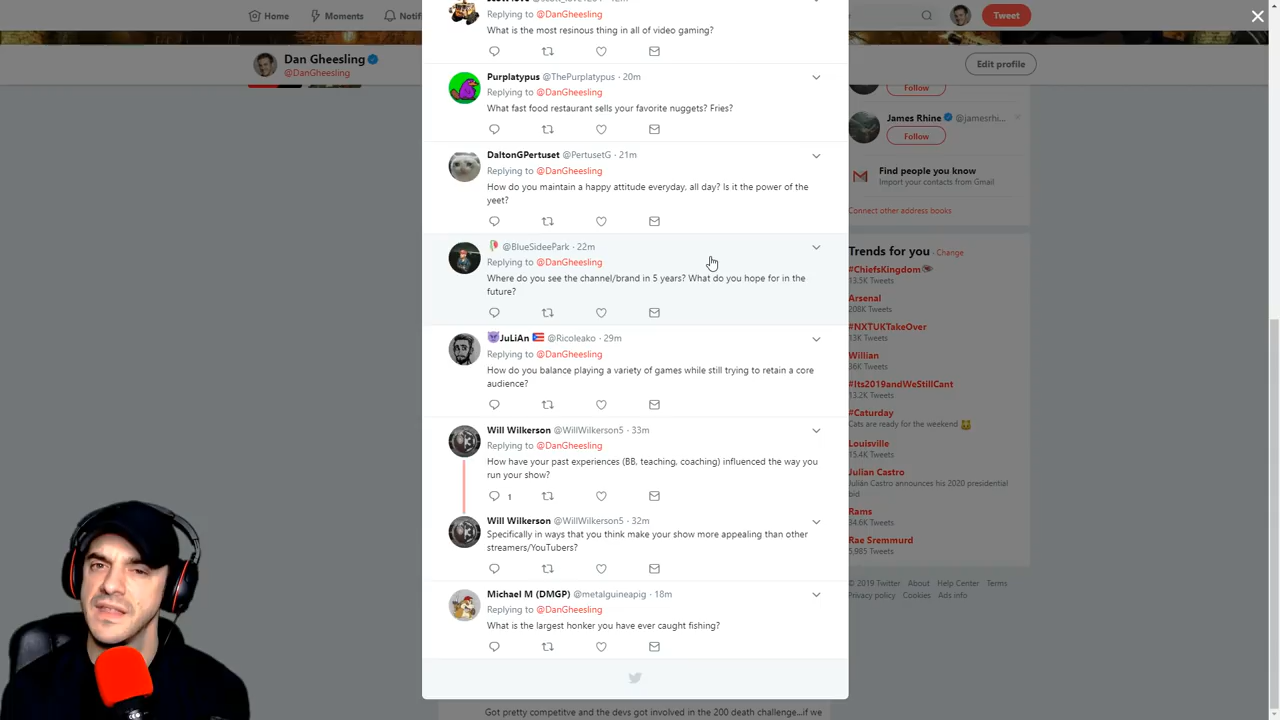 Home
Moments
Tweet
Dan Gheesling
@DanGheesling
Edit profile
Replying to @DanGheesling
What is the most resinous thing in all of video gaming?
Purplatypus @ThePurplatypus · 20m
Replying to @DanGheesling
What fast food restaurant sells your favorite nuggets? Fries?
DaltonGPertuset @PertusetG · 21m
Replying to @DanGheesling
How do you maintain a happy attitude everyday, all day? Is it the power of the
yeet?
@BlueSideePark · 22m
Replying to @DanGheesling
Where do you see the channel/brand in 5 years? What do you hope for in the
future?
JuLiAn @Ricoleako · 29m
Replying to @DanGheesling
How do you balance playing a variety of games while still trying to retain a core
audience?
Will Wilkerson @WillWilkerson5 · 33m
Replying to @DanGheesling
How have your past experiences (BB, teaching, coaching) influenced the way you
run your show?
1
Will Wilkerson @WillWilkerson5 · 32m
Specifically in ways that you think make your show more appealing than other
streamers/YouTubers?
Michael M (DMGP) @metalguineapig · 18m
Replying to @DanGheesling
What is the largest honker you have ever caught fishing?
Got pretty competitve and the devs got involved in the 200 death challenge...if we
Follow
James Rhine @jamesrhi...
Follow
Find people you know
Import your contacts from Gmail
Connect other address books
Trends for you · Change
#ChiefsKingdom
13.5K Tweets
Arsenal
208K Tweets
#NXTUKTakeOver
13K Tweets
Willian
36K Tweets
#Its2019andWeStillCant
13.2K Tweets
#Caturday
Cats are ready for the weekend
Louisville
15.4K Tweets
Julian Castro
Julián Castro announces his 2020 presidential
bid
Rams
34.6K Tweets
Rae Sremmurd
5,985 Tweets
© 2019 Twitter About Help Center Terms
Privacy policy Cookies Ads info